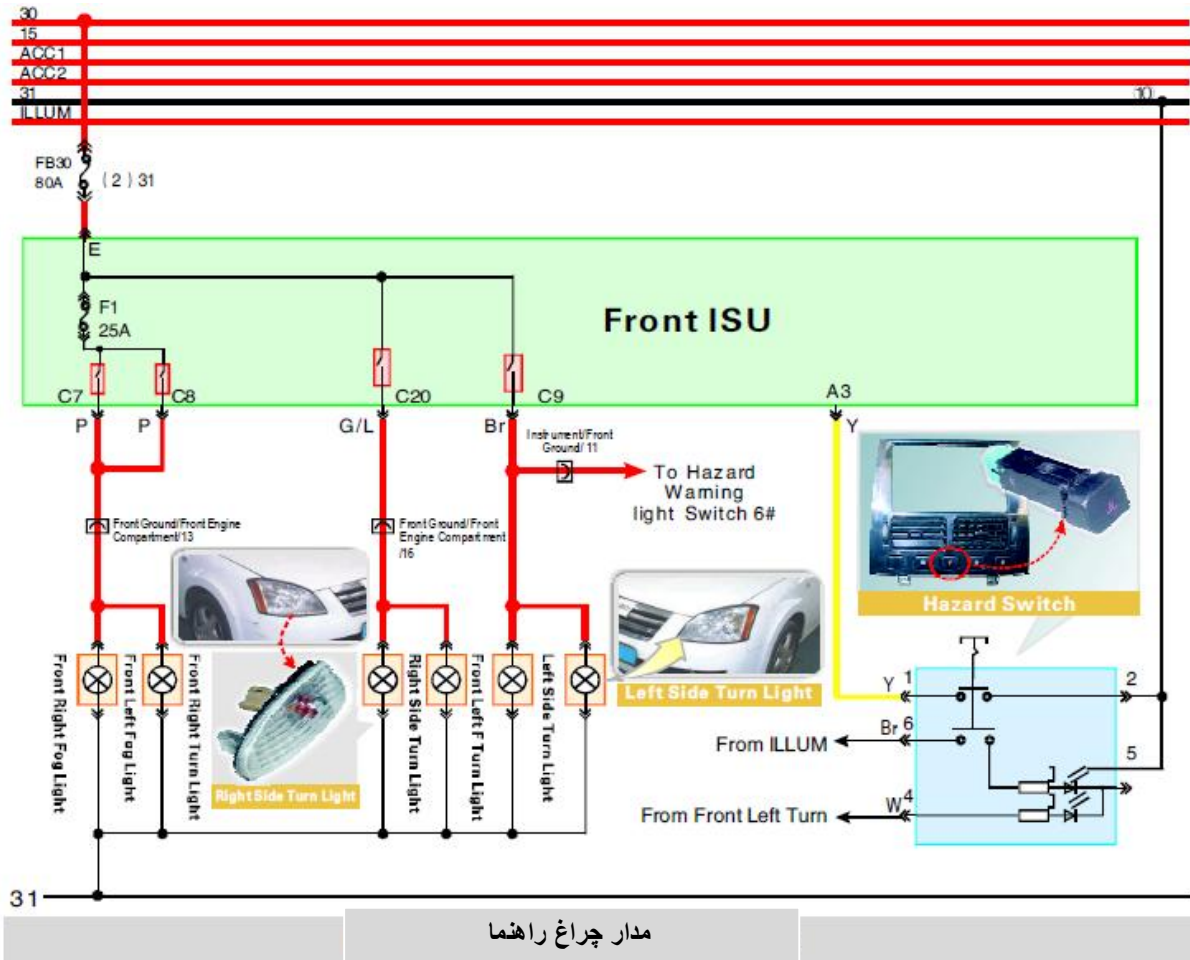 30
15
ACC1
ACC2
31
ILLUM
10
FB30
80A
( 2 ) 31
E
F1
25A
Front ISU
C7
C8
C20
C9
A3
P
P
G/L
Br
Y
Instrument/Front
Ground/ 11
To Hazard
Warning
light Switch 6#
Front Ground/Front Engine
Compartment/13
Front Ground/Front
Engine Compartment
/16
Hazard Switch
Front Right Fog Light
Front Left Fog Light
Front Right Turn Light
Right Side Turn Light
Front Left F Turn Light
Left Side Turn Light
Left Side Turn Light
Right Side Turn Light
Y
1
2
Br
6
From ILLUM
5
W
4
From Front Left Turn
31
مدار چراغ راهنما